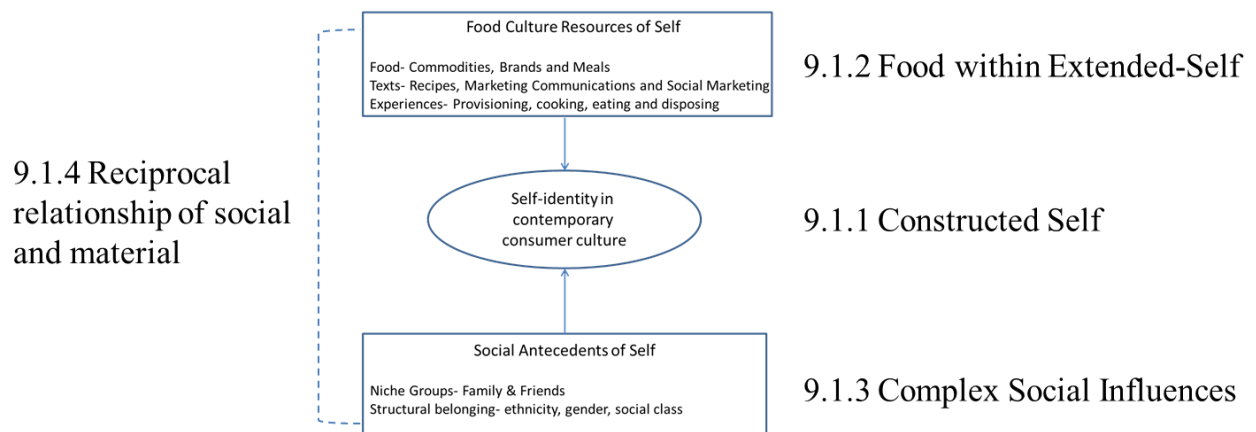 Food Culture Resources of Self
Food- Commodities, Brands and Meals
Texts- Recipes, Marketing Communications and Social Marketing
Experiences- Provisioning, cooking, eating and disposing
9.1.2 Food within Extended-Self
9.1.4 Reciprocal
relationship of social
and material
Self-identity in
contemporary
consumer culture
9.1.1 Constructed Self
Social Antecedents of Self
Niche Groups- Family & Friends
Structural belonging- ethnicity, gender, social class
9.1.3 Complex Social Influences